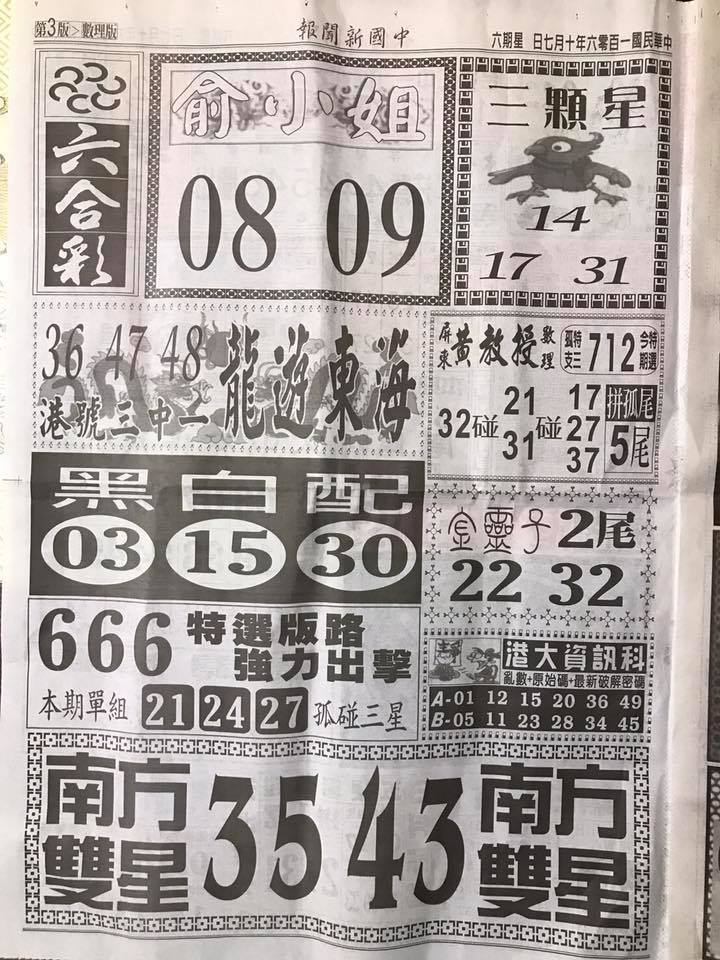 第3版>數理版
報聞新國中
中華民國一百零六年十月七日 星期六
六合彩
俞小姐
08 09
三顆星
14
17 31
36 47 48
龍遊東海
港號三中一
屏東黃教授數理
孤支特三
712
今期特選
32碰
21
31
碰
17
27
37
拼孤尾
5尾
黑白配
03 15 30
金靈子 2尾
22 32
666 特選版路
強力出擊
本期單組 21 24 27 孤碰三星
港大資訊科
亂數+原始碼+最新破解密碼
A-01 12 15 20 36 49
B-05 11 23 28 34 45
南方雙星 35 43 南方雙星